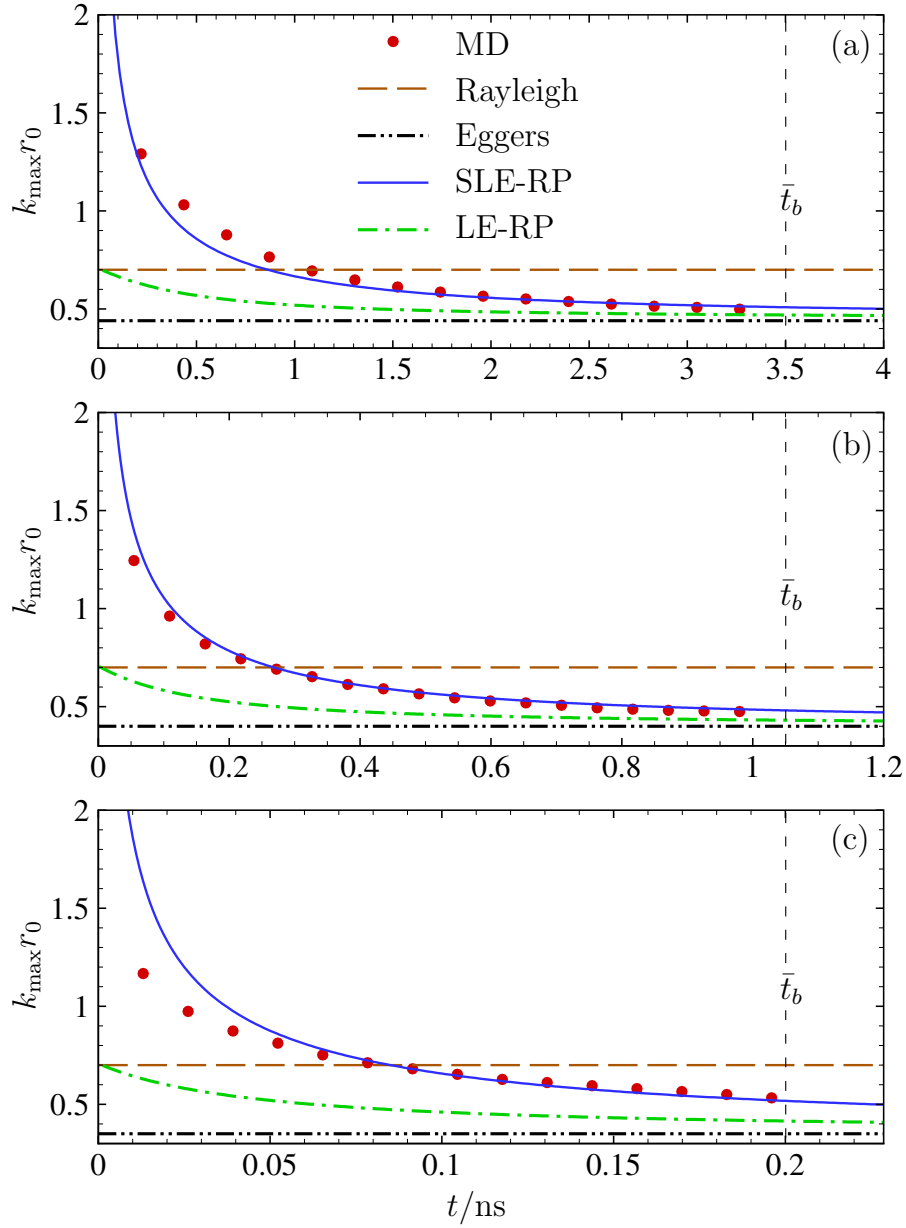 (a)
MD
Rayleigh
Eggers
SLE-RP
LE-RP
k_max r_0
2
1.5
1
0.5
t̄_b
0 0.5 1 1.5 2 2.5 3 3.5 4
(b)
k_max r_0
2
1.5
1
0.5
t̄_b
0 0.2 0.4 0.6 0.8 1 1.2
(c)
k_max r_0
2
1.5
1
0.5
t̄_b
0 0.05 0.1 0.15 0.2
t/ns